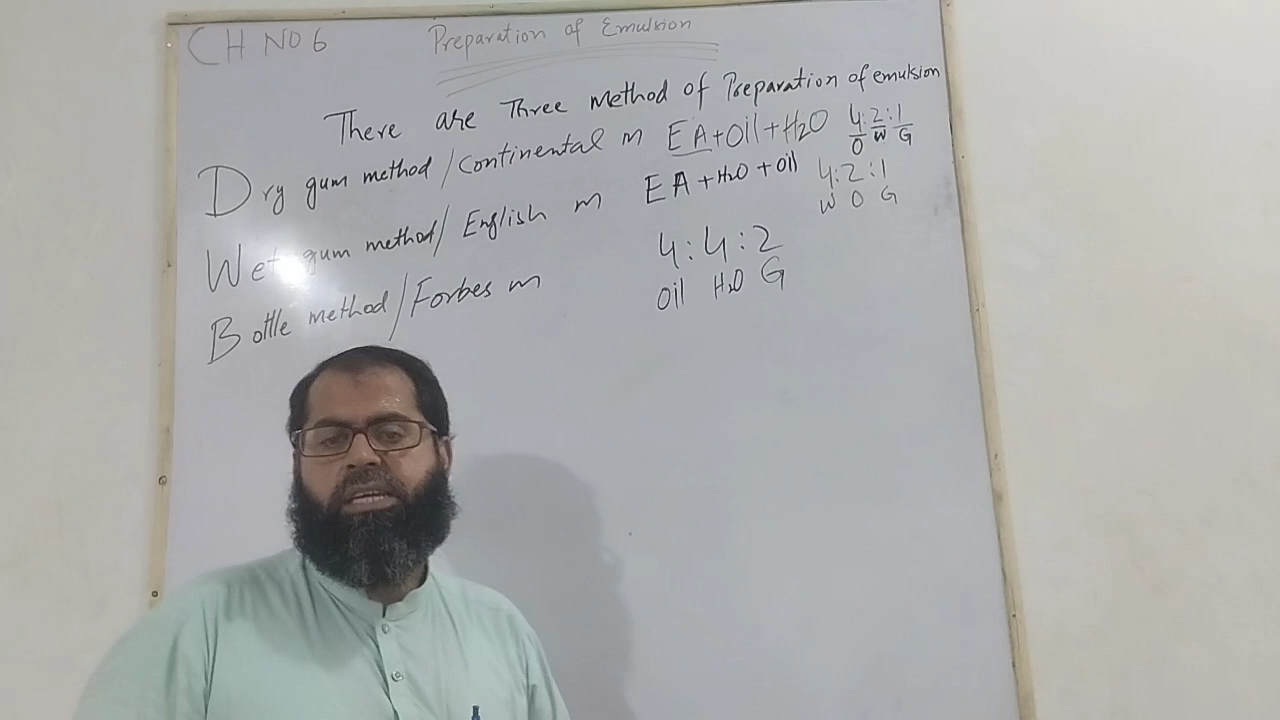 CH NO 6 Preparation of Emulsion
There are Three method of Preparation of emulsion
Dry gum method / Continental m EA + Oil + H2O 4:2:1
O W G
Wet gum method / English m EA + H2O + Oil 4:2:1
W O G
Bottle method / Forbes m 4:4:2
Oil H2O G